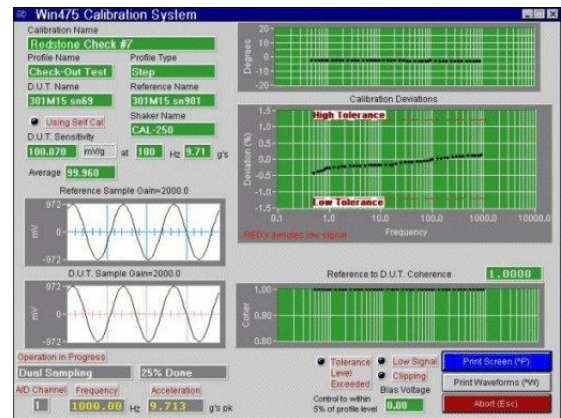 Win475 Calibration System
Calibration Name
Redstone Check #7
Profile Name Profile Type
Check-Out Test Step
D.U.T. Name Reference Name
301M15 sn69 301M15 sn901
Using Self Cal
Shaker Name
CAL-250
D.U.T. Sensitivity
100.070 mV/g at 100 Hz 9.71 g's
Average 99.960
Reference Sample Gain=2000.0
972
mV
0
-972
D.U.T. Sample Gain=2000.0
972
mV
0
-972
Operation in Progress
Dual Sampling 25% Done
A/D Channel Frequency Acceleration
1 1000.00 Hz 9.713 g's pk
20
10
0
-10
-20
Degrees
Calibration Deviations
1.5
1.0
0.5
0.0
-0.5
-1.0
-1.5
Deviation (%)
High Tolerance
Low Tolerance
0.1 1.0 10.0 100.0 1000.0 10000.0
Frequency
RED x denotes low signal
Reference to D.U.T. Coherence 1.0000
1.00
0.90
0.80
Coher
Tolerance Level Exceeded
Low Signal
Clipping
Control to within
5% of profile level
Bias Voltage
0.00
Print Screen (^P)
Print Waveforms (^W)
Abort (Esc)